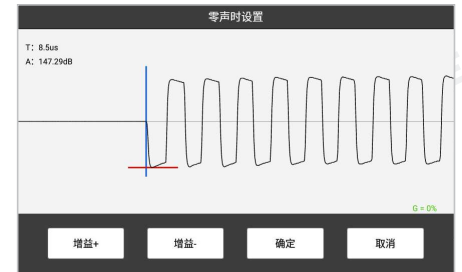 零声时设置
T: 8.5us
A: 147.29dB
G = 0%
增益+
增益-
确定
取消